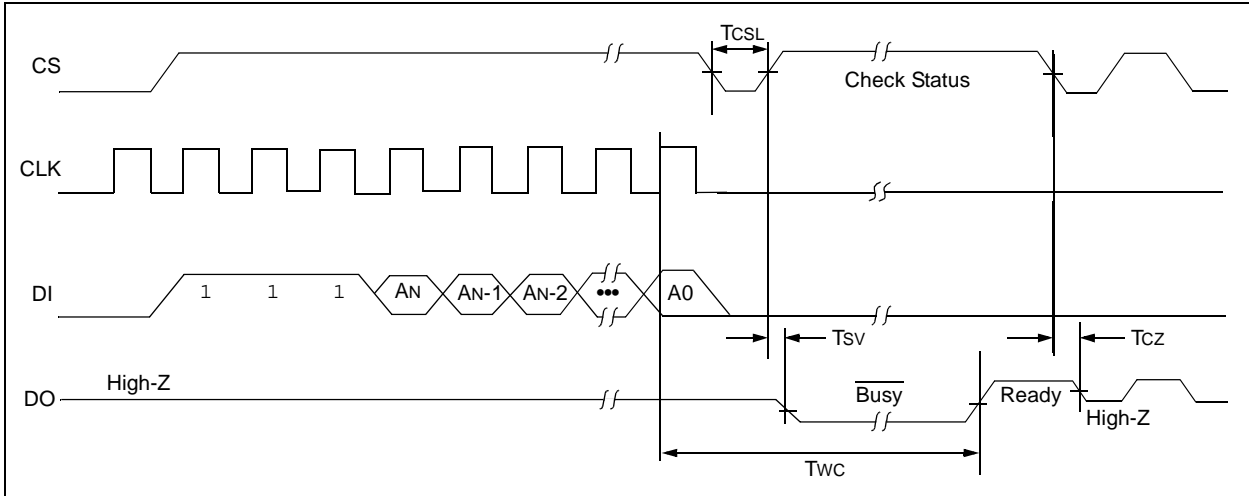 TCSL
CS
Check Status
CLK
DI
1 1 1 AN AN-1 AN-2 ••• A0
TSV
TCZ
High-Z
DO
Busy
Ready
High-Z
TWC